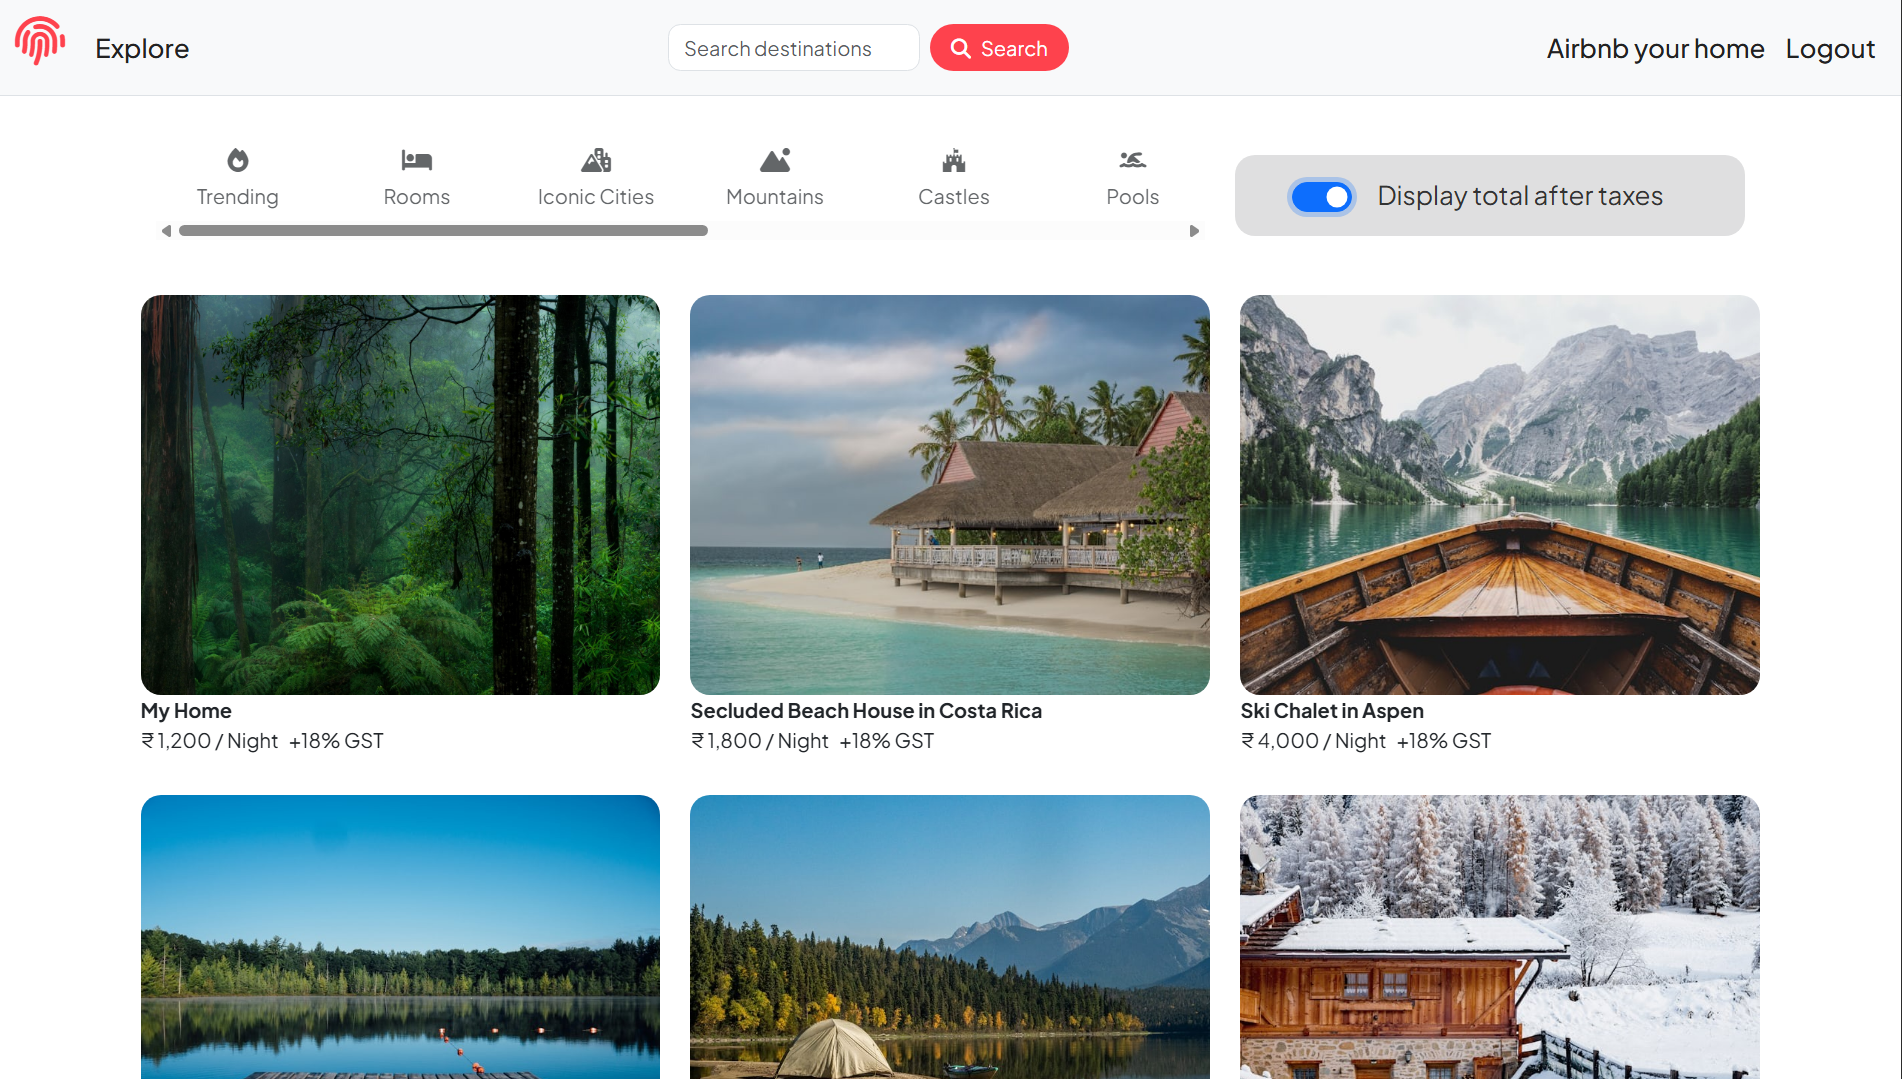 Explore
Search destinations
Search
Airbnb your home
Logout
Trending
Rooms
Iconic Cities
Mountains
Castles
Pools
Display total after taxes
My Home
₹ 1,200 / Night +18% GST
Secluded Beach House in Costa Rica
₹ 1,800 / Night +18% GST
Ski Chalet in Aspen
₹ 4,000 / Night +18% GST